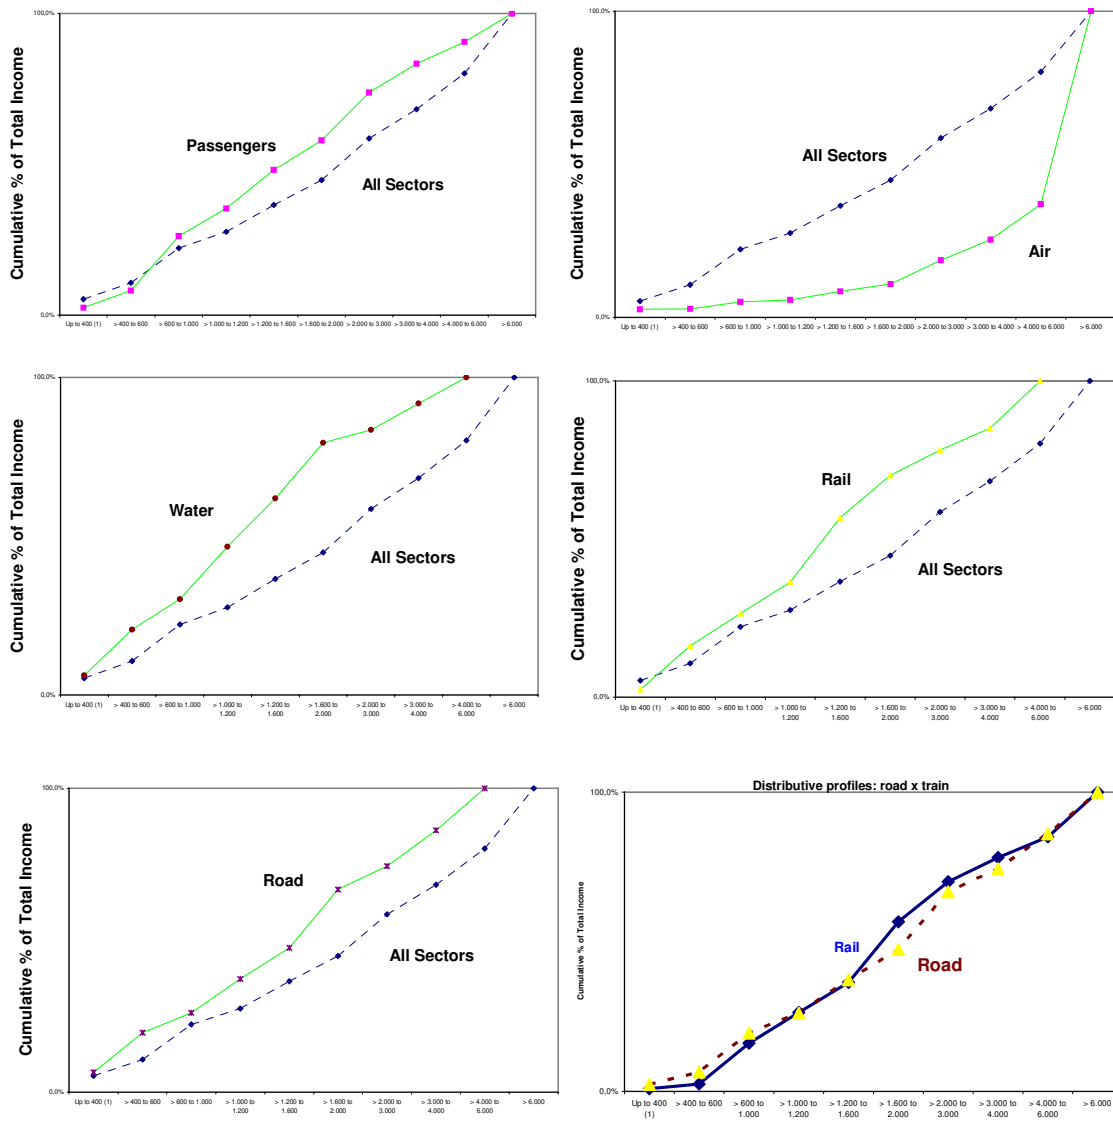 Cumulative % of Total Income
100,0%
Passengers
All Sectors
0,0%
Up to 400 (1) > 400 to 600 > 600 to 1.000 > 1.000 to 1.200 > 1.200 to 1.600 > 1.600 to 2.000 > 2.000 to 3.000 > 3.000 to 4.000 > 4.000 to 6.000 > 6.000
Cumulative % of Total Income
100,0%
All Sectors
Air
0,0%
Up to 400 (1) > 400 to 600 > 600 to 1.000 > 1.000 to 1.200 > 1.200 to 1.600 > 1.600 to 2.000 > 2.000 to 3.000 > 3.000 to 4.000 > 4.000 to 6.000 > 6.000
Cumulative % of Total Income
100,0%
Water
All Sectors
0,0%
Up to 400 (1) > 400 to 600 > 600 to 1.000 > 1.000 to > 1.200 to > 1.600 to > 2.000 to > 3.000 to > 4.000 to > 6.000
1.200 1.600 2.000 3.000 4.000 6.000
Cumulative % of Total Income
100,0%
Rail
All Sectors
0,0%
Up to 400 (1) > 400 to 600 > 600 to 1.000 > 1.000 to > 1.200 to > 1.600 to > 2.000 to > 3.000 to > 4.000 to > 6.000
1.200 1.600 2.000 3.000 4.000 6.000
Cumulative % of Total Income
100,0%
Road
All Sectors
0,0%
Up to 400 (1) > 400 to 600 > 600 to 1.000 > 1.000 to > 1.200 to > 1.600 to > 2.000 to > 3.000 to > 4.000 to > 6.000
1.200 1.600 2.000 3.000 4.000 6.000
Distributive profiles: road x train
Cumulative % of Total Income
100,0%
Rail
Road
0,0%
Up to 400 > 400 to 600 > 600 to > 1.000 to > 1.200 to > 1.600 to > 2.000 to > 3.000 to > 4.000 to > 6.000
(1) 1.000 1.200 1.600 2.000 3.000 4.000 6.000